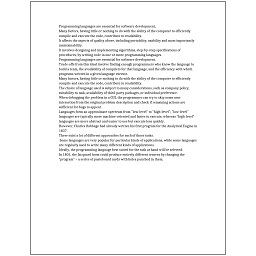 Programming languages are essential for software development.
Many factors, having little or nothing to do with the ability of the computer to efficiently
compile and execute the code, contribute to readability.
It affects the aspects of quality above, including portability, usability and most importantly
maintainability.
It involves designing and implementing algorithms, step-by-step specifications of
procedures, by writing code in one or more programming languages.
Programming languages are essential for software development.
Trade-offs from this ideal involve finding enough programmers who know the language to
build a team, the availability of compilers for that language, and the efficiency with which
programs written in a given language execute.
Many factors, having little or nothing to do with the ability of the computer to efficiently
compile and execute the code, contribute to readability.
The choice of language used is subject to many considerations, such as company policy,
suitability to task, availability of third-party packages, or individual preference.
When debugging the problem in a GUI, the programmer can try to skip some user
interaction from the original problem description and check if remaining actions are
sufficient for bugs to appear.
Languages form an approximate spectrum from "low-level" to "high-level"; "low-level"
languages are typically more machine-oriented and faster to execute, whereas "high-level"
languages are more abstract and easier to use but execute less quickly.
However, Charles Babbage had already written his first program for the Analytical Engine in
1837.
There exist a lot of different approaches for each of those tasks.
Some languages are very popular for particular kinds of applications, while some languages
are regularly used to write many different kinds of applications.
Ideally, the programming language best suited for the task at hand will be selected.
In 1801, the Jacquard loom could produce entirely different weaves by changing the
"program" – a series of pasteboard cards with holes punched in them.